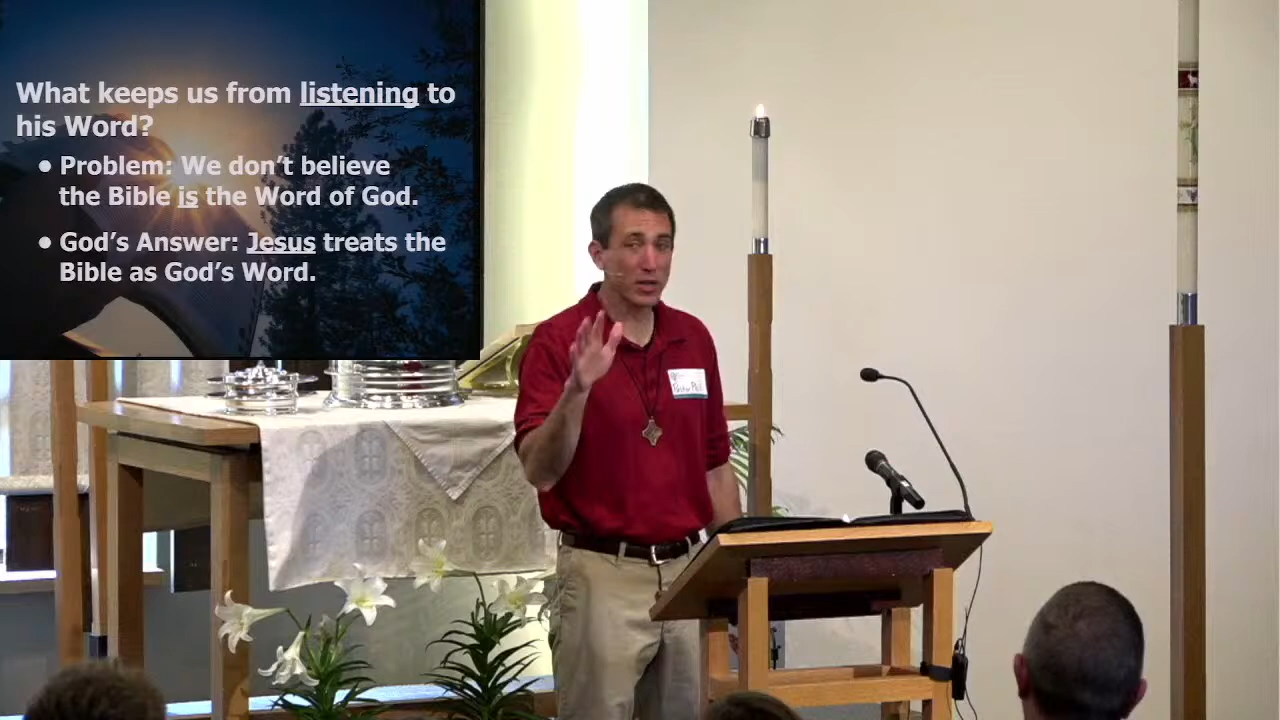 What keeps us from listening to
his Word?
• Problem: We don’t believe
the Bible is the Word of God.
• God’s Answer: Jesus treats the
Bible as God’s Word.
Pastor